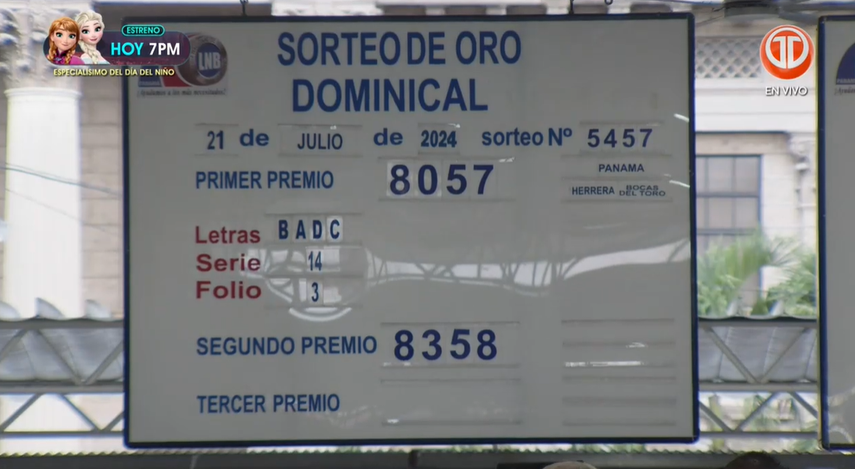 ESTRENO
HOY 7PM
ESPECIALISIMO DEL DÍA DEL NIÑO
LNB
EN VIVO
SORTEO DE ORO
DOMINICAL
21 de JULIO de 2024 sorteo Nº 5457
PRIMER PREMIO 8057
PANAMA
HERRERA BOCAS DEL TORO
Letras BADC
Serie 14
Folio 3
SEGUNDO PREMIO 8358
TERCER PREMIO